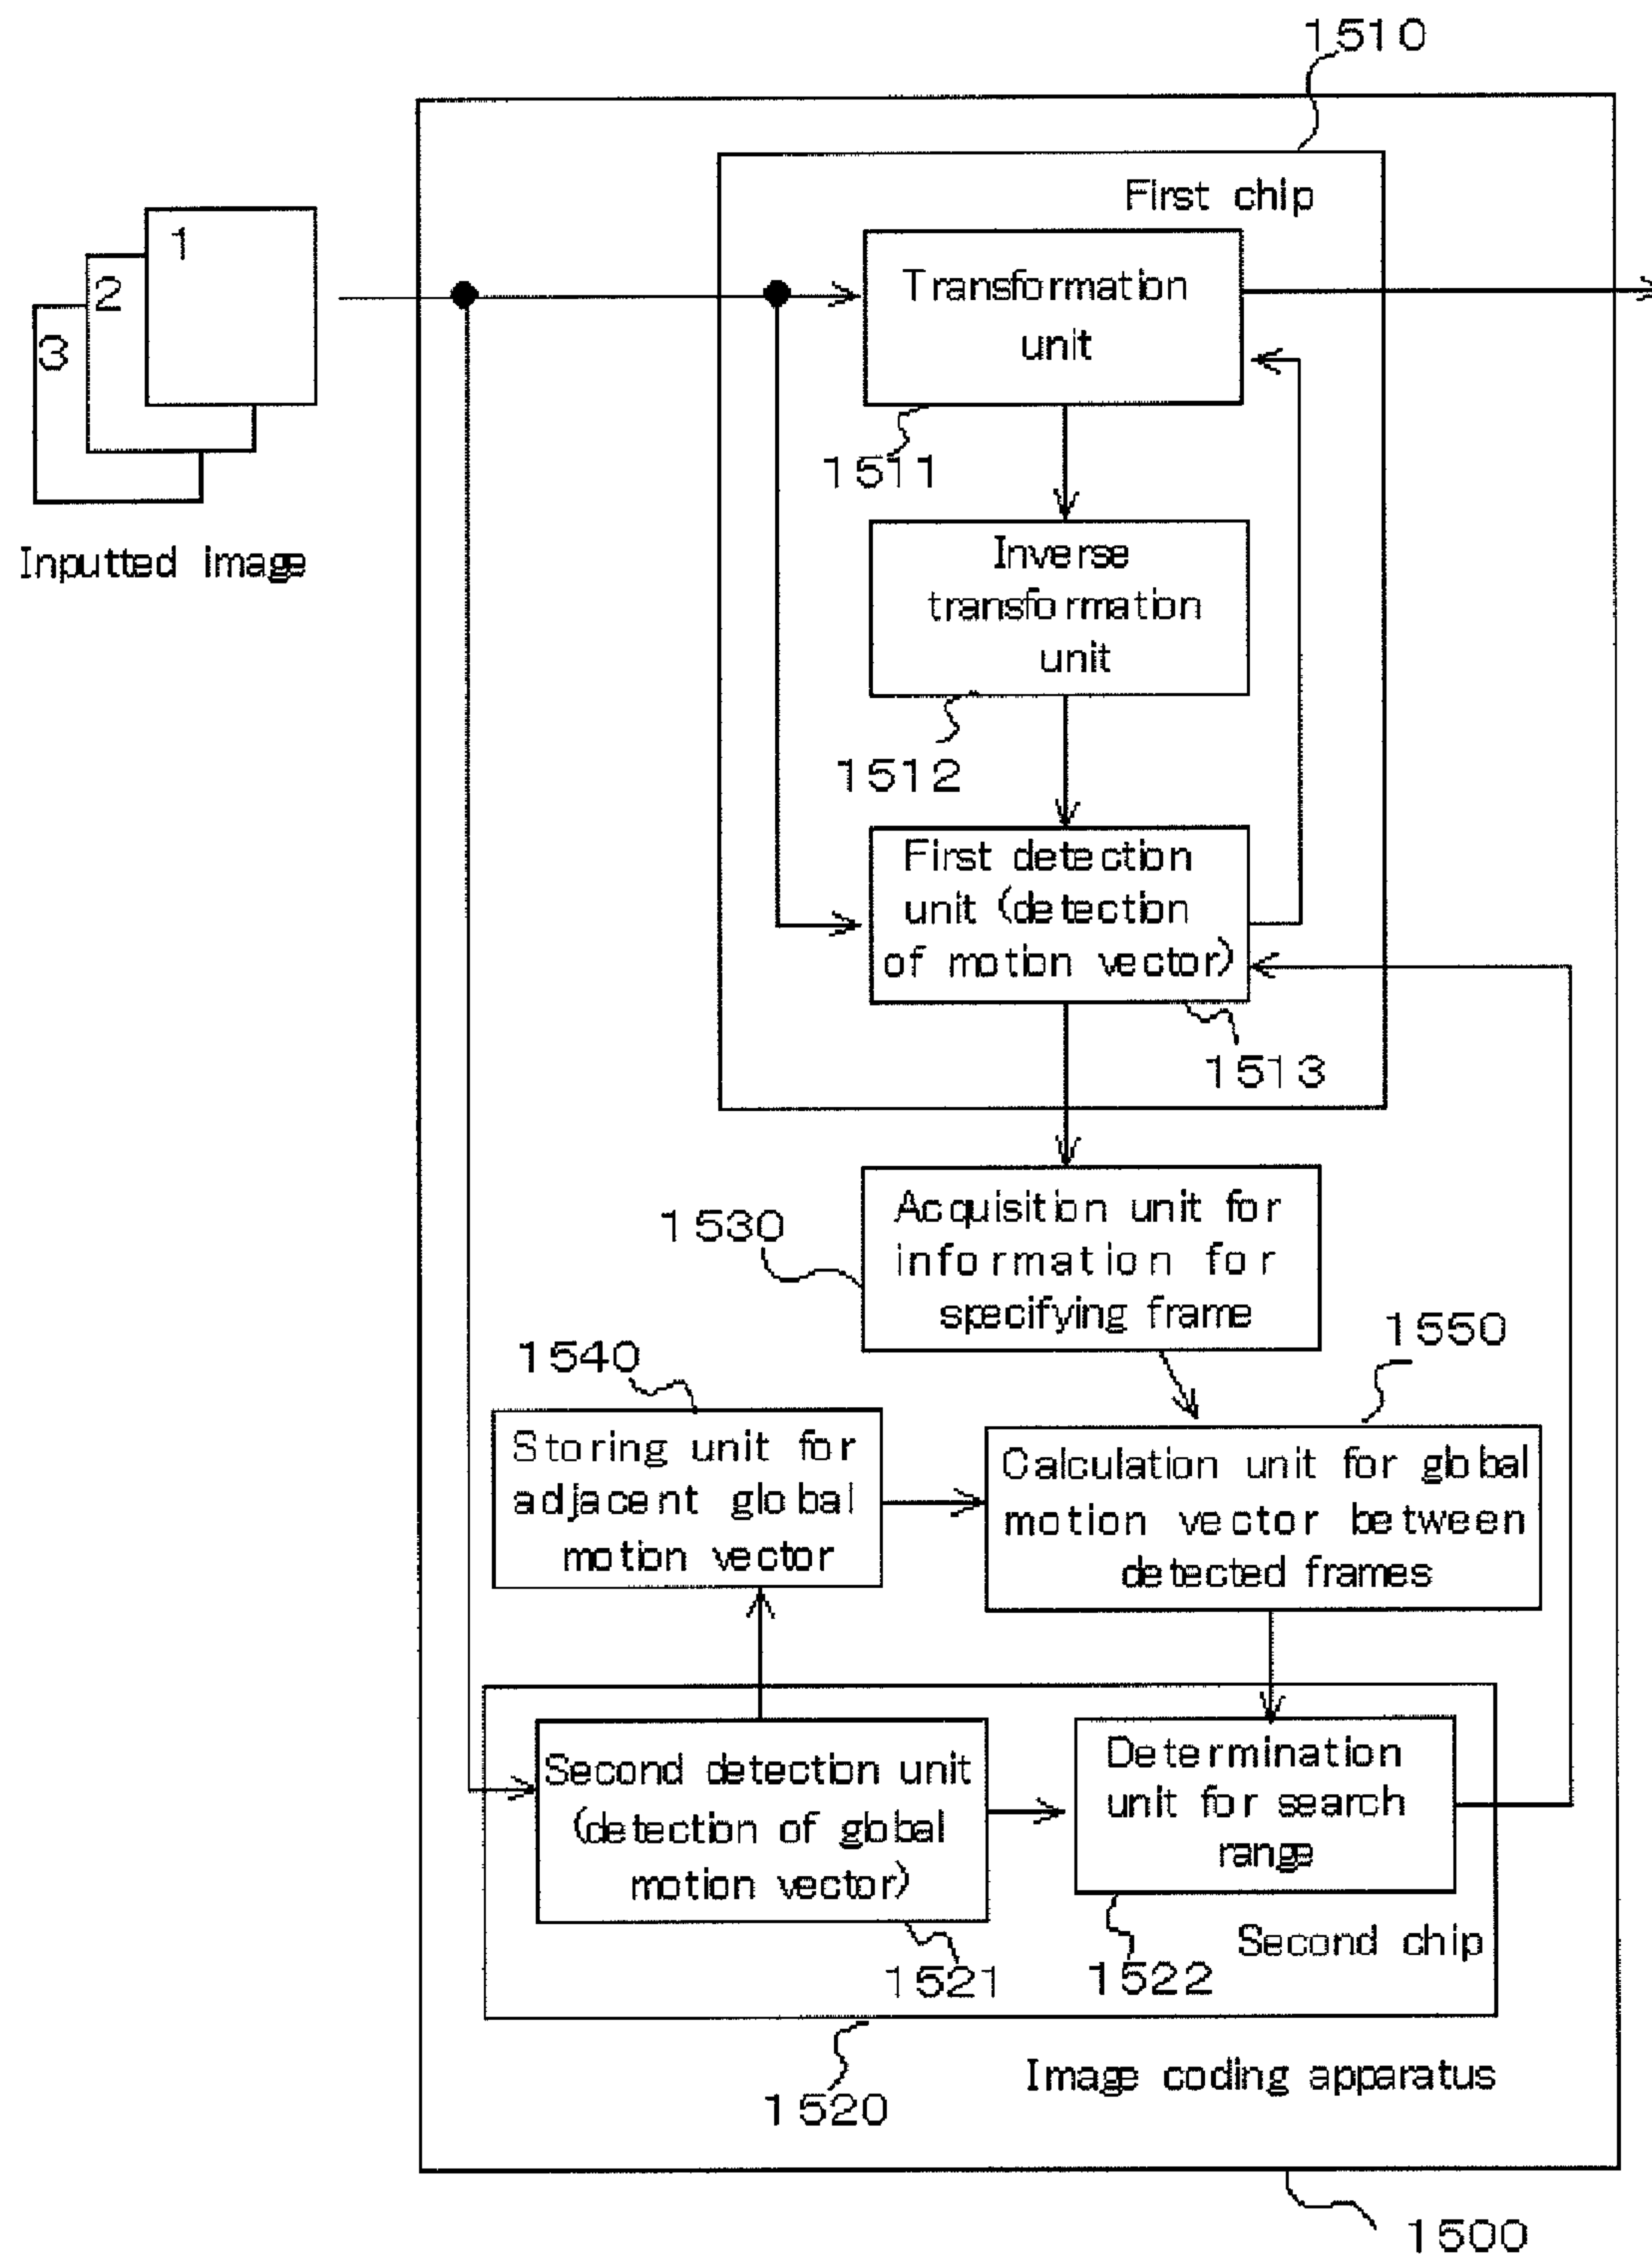 1510
First chip
1
2
3
Transformation
unit
1511
Inputted image
Inverse
transformation
unit
1512
First detection
unit (detection
of motion vector)
1513
1530
Acquisition unit for
information for
specifying frame
1540
1550
Storing unit for
adjacent global
motion vector
Calculation unit for global
motion vector between
detected frames
Second detection unit
(detection of global
motion vector)
Determination
unit for search
range
Second chip
1521
1522
1520
Image coding apparatus
1500